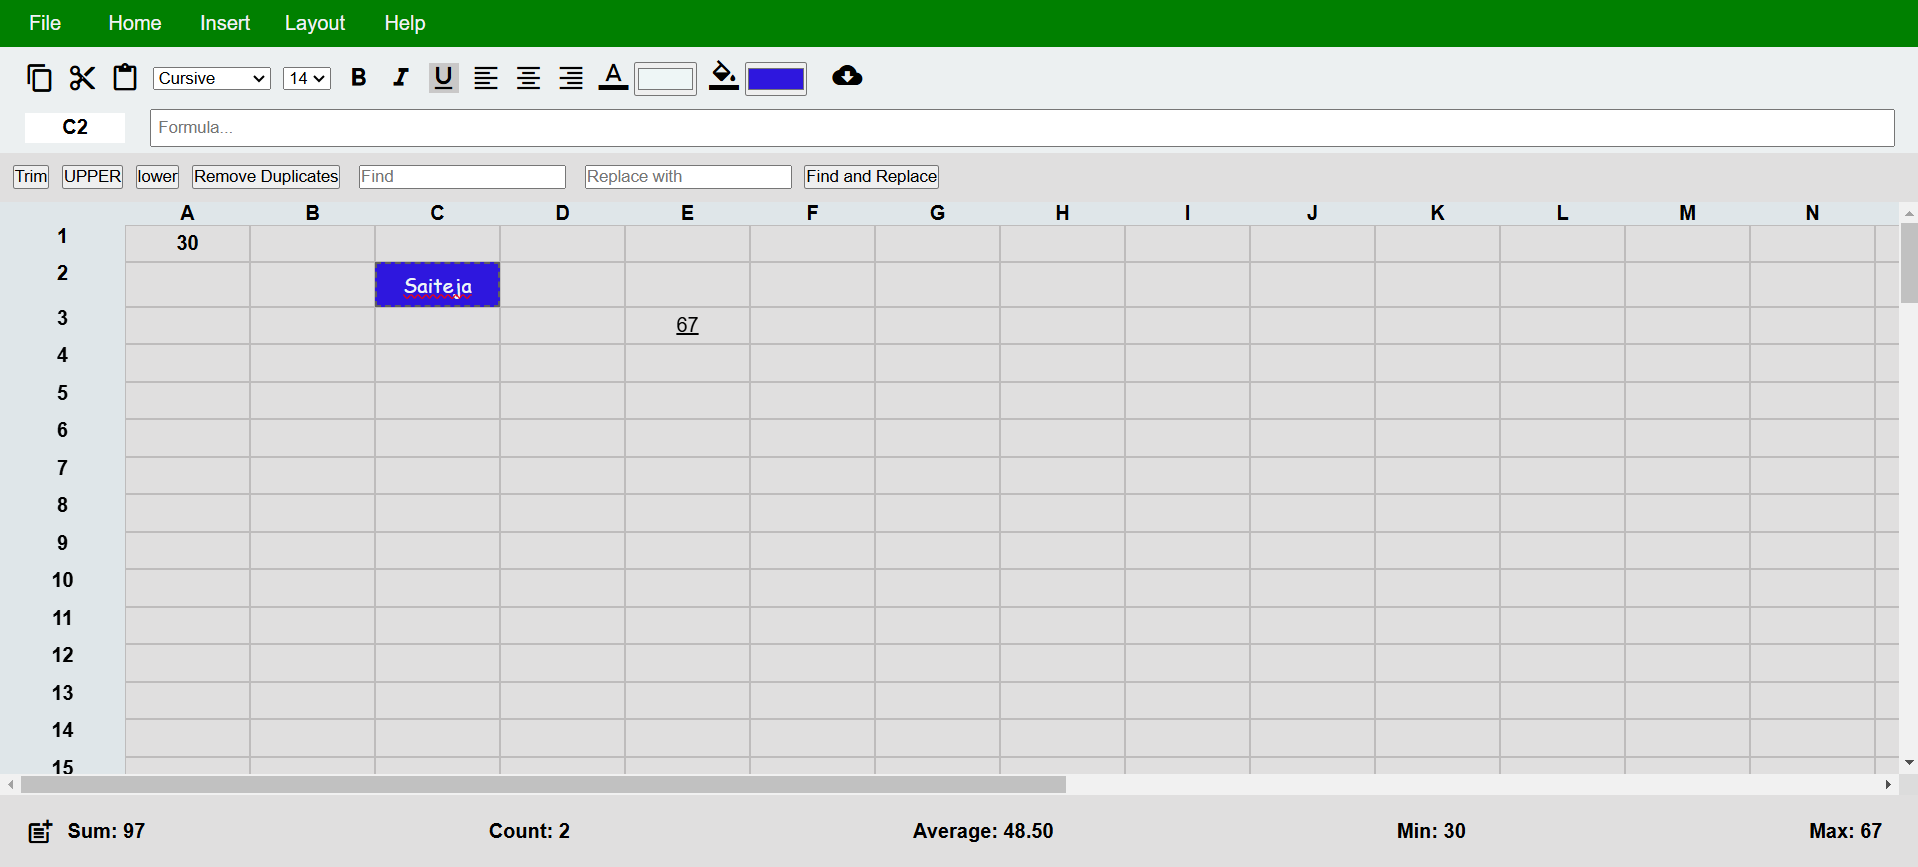 File Home Insert Layout Help
Cursive 14 B I U A
C2 Formula...
Trim UPPER lower Remove Duplicates Find Replace with Find and Replace
A B C D E F G H I J K L M N
1 30
2 Saiteja
3 67
4
5
6
7
8
9
10
11
12
13
14
15
Sum: 97 Count: 2 Average: 48.50 Min: 30 Max: 67